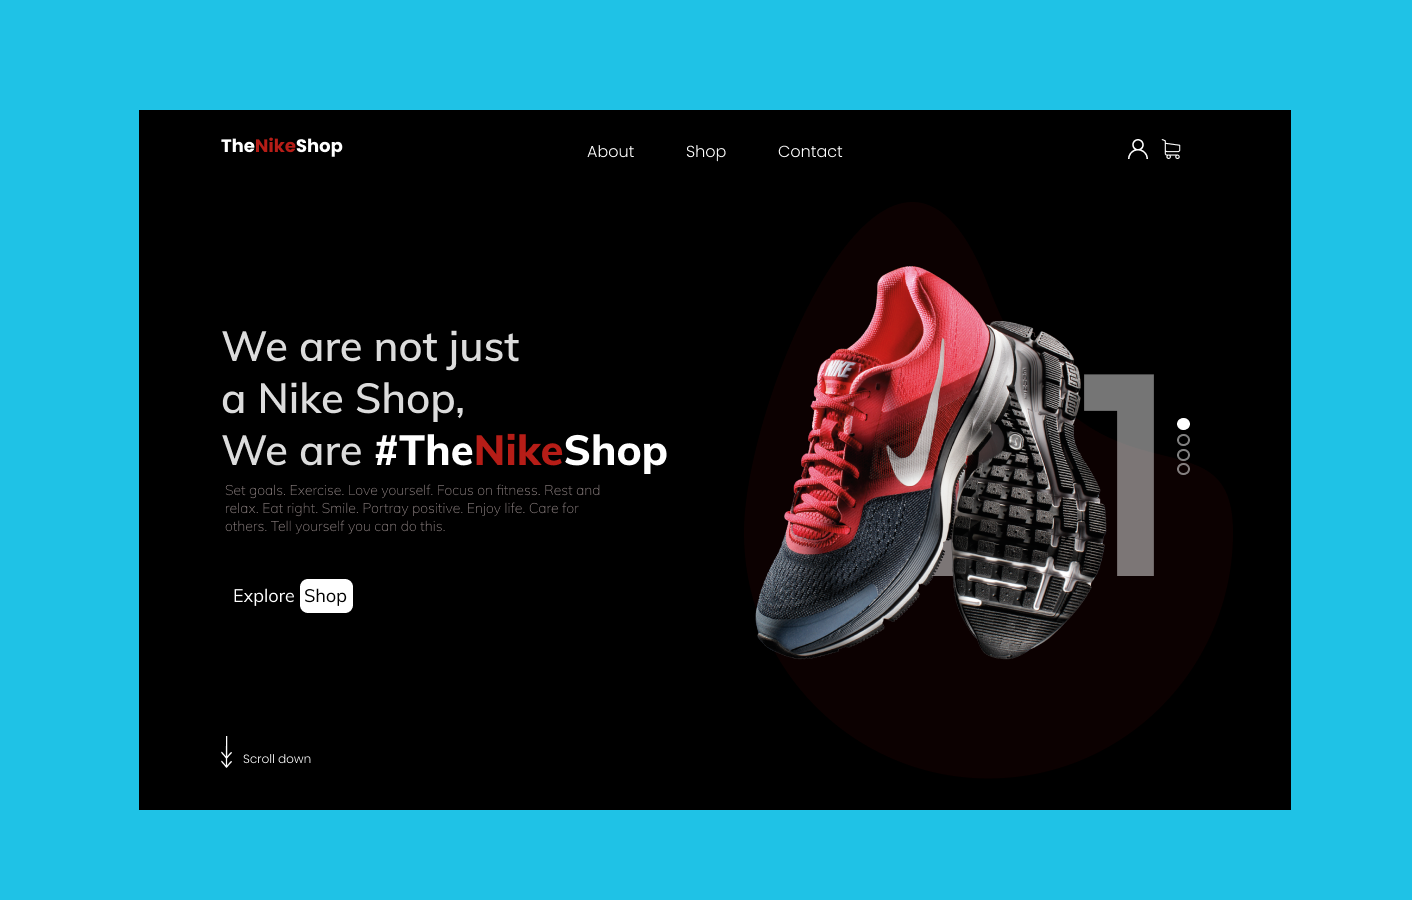 TheNikeShop
About Shop Contact
We are not just
a Nike Shop,
We are #TheNikeShop
Set goals. Exercise. Love yourself. Focus on fitness. Rest and
relax. Eat right. Smile. Portray positive. Enjoy life. Care for
others. Tell yourself you can do this.
Explore Shop
NIKE
1
Scroll down